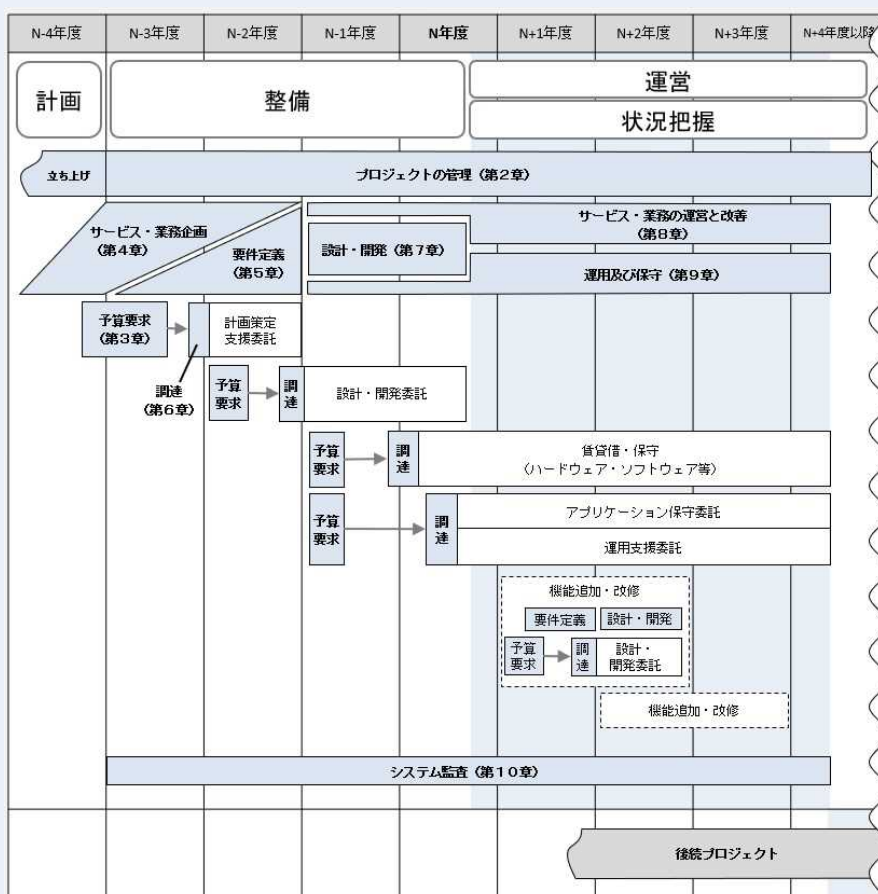 N-4年度
N-3年度
N-2年度
N-1年度
N年度
N+1年度
N+2年度
N+3年度
N+4年度以降
計画
整備
運営
状況把握
立ち上げ
プロジェクトの管理（第２章）
サービス・業務企画
（第４章）
要件定義
（第５章）
設計・開発（第７章）
サービス・業務の運営と改善
（第８章）
運用及び保守（第９章）
予算要求
（第３章）
計画策定
支援委託
調達
（第６章）
予算
要求
調
達
設計・開発委託
予算
要求
調
達
賃貸借・保守
（ハードウェア・ソフトウェア等）
予算
要求
調
達
アプリケーション保守委託
運用支援委託
機能追加・改修
要件定義
設計・開発
予算
要求
調
達
設計・
開発委託
機能追加・改修
システム監査（第１０章）
後続プロジェクト